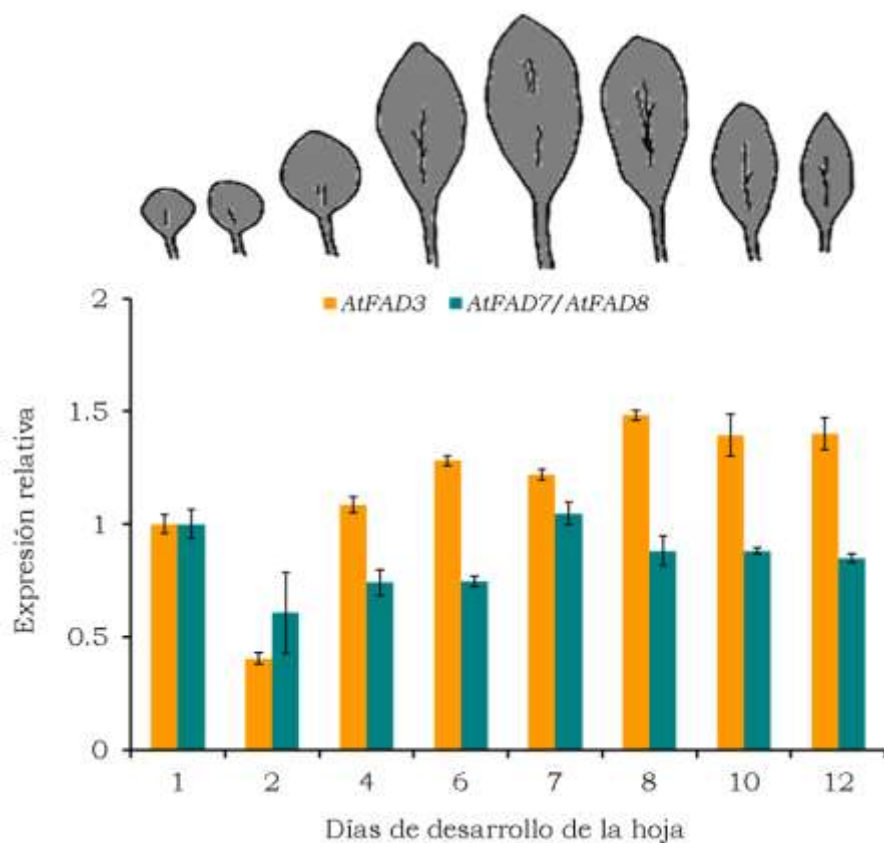 2
AtFAD3 AtFAD7/AtFAD8
1.5
1
0.5
0
Expresión relativa
1 2 4 6 7 8 10 12
Días de desarrollo de la hoja